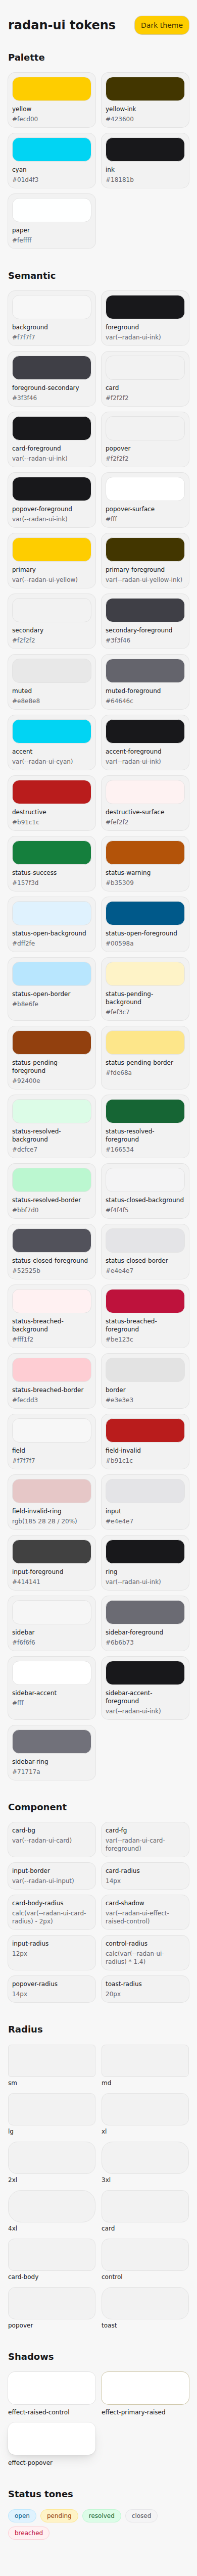 radan-ui tokens
Dark theme
Palette
yellow
#fecd00
yellow-ink
#423600
cyan
#01d4f3
ink
#18181b
paper
#feffff
Semantic
background
#f7f7f7
foreground
var(--radan-ui-ink)
foreground-secondary
#3f3f46
card
#f2f2f2
card-foreground
var(--radan-ui-ink)
popover
#f2f2f2
popover-foreground
var(--radan-ui-ink)
popover-surface
#fff
primary
var(--radan-ui-yellow)
primary-foreground
var(--radan-ui-yellow-ink)
secondary
#f2f2f2
secondary-foreground
#3f3f46
muted
#e8e8e8
muted-foreground
#64646c
accent
var(--radan-ui-cyan)
accent-foreground
var(--radan-ui-ink)
destructive
#b91c1c
destructive-surface
#fef2f2
status-success
#157f3d
status-warning
#b35309
status-open-background
#dff2fe
status-open-foreground
#00598a
status-open-border
#b8e6fe
status-pending-
background
#fef3c7
status-pending-
foreground
#92400e
status-pending-border
#fde68a
status-resolved-
background
#dcfce7
status-resolved-
foreground
#166534
status-resolved-border
#bbf7d0
status-closed-background
#f4f4f5
status-closed-foreground
#52525b
status-closed-border
#e4e4e7
status-breached-
background
#fff1f2
status-breached-
foreground
#be123c
status-breached-border
#fecdd3
border
#e3e3e3
field
#f7f7f7
field-invalid
#b91c1c
field-invalid-ring
rgb(185 28 28 / 20%)
input
#e4e4e7
input-foreground
#414141
ring
var(--radan-ui-ink)
sidebar
#f6f6f6
sidebar-foreground
#6b6b73
sidebar-accent
#fff
sidebar-accent-
foreground
var(--radan-ui-ink)
sidebar-ring
#71717a
Component
card-bg
var(--radan-ui-card)
card-fg
var(--radan-ui-card-
foreground)
input-border
var(--radan-ui-input)
card-radius
14px
card-body-radius
calc(var(--radan-ui-card-
radius) - 2px)
card-shadow
var(--radan-ui-effect-
raised-control)
input-radius
12px
control-radius
calc(var(--radan-ui-
radius) * 1.4)
popover-radius
14px
toast-radius
20px
Radius
sm
md
lg
xl
2xl
3xl
4xl
card
card-body
control
popover
toast
Shadows
effect-raised-control
effect-primary-raised
effect-popover
Status tones
open
pending
resolved
closed
breached